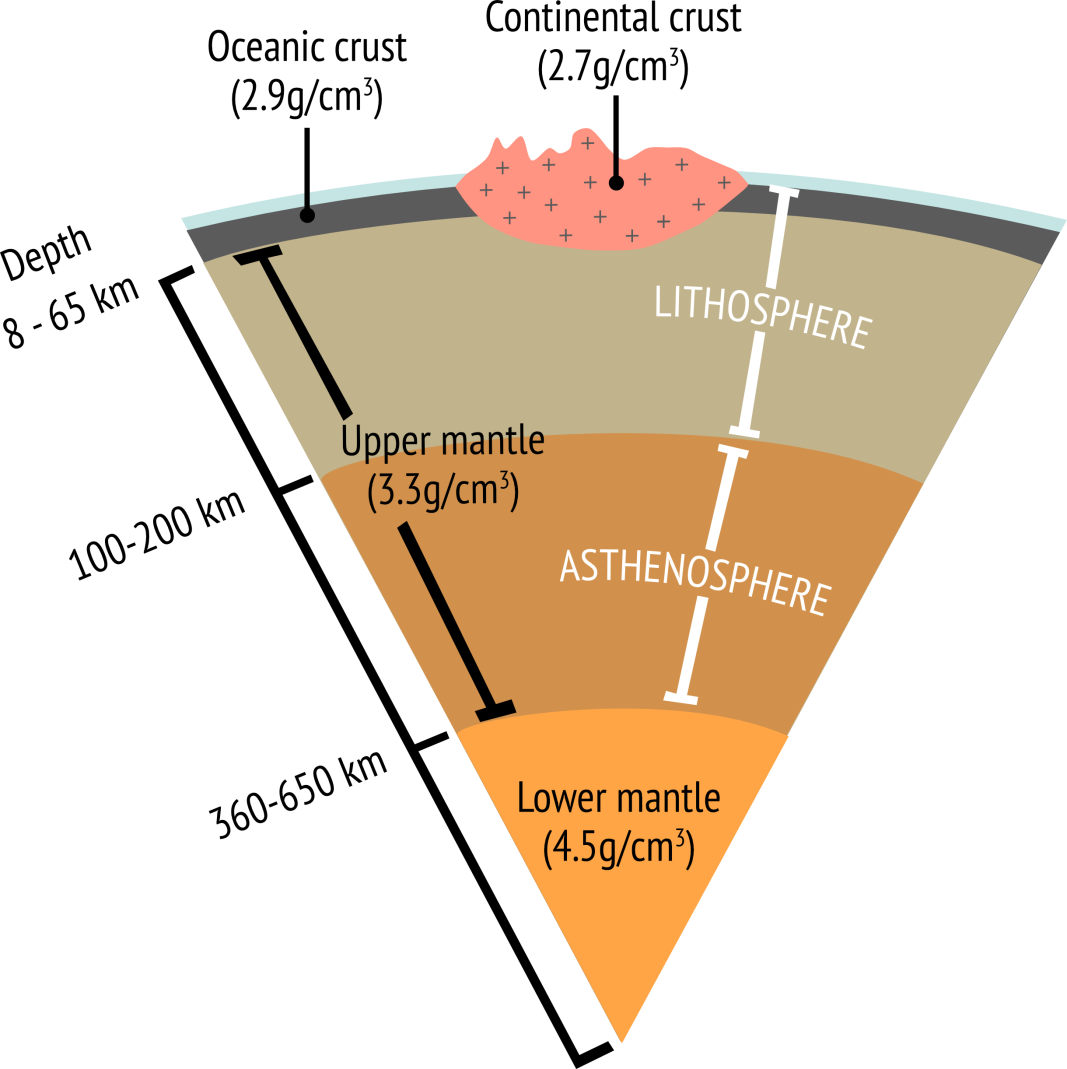 Oceanic crust
(2.9g/cm³)
Continental crust
(2.7g/cm³)
Depth
8 - 65 km
LITHOSPHERE
Upper mantle
(3.3g/cm³)
100-200 km
ASTHENOSPHERE
360-650 km
Lower mantle
(4.5g/cm³)